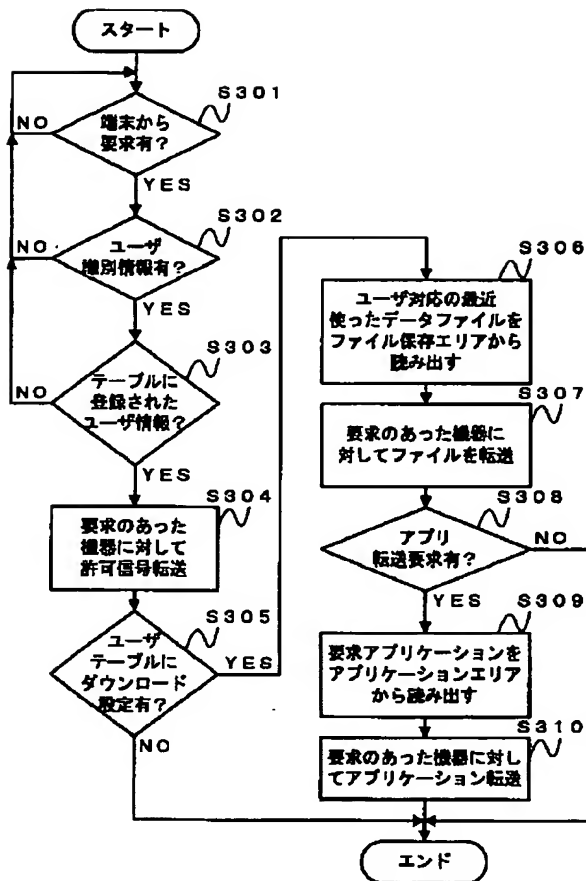 スタート
S301
端末から
要求有?
NO
YES
S302
ユーザ
識別情報有?
NO
YES
S303
テーブルに
登録された
ユーザ情報?
NO
YES
S304
要求のあった
機器に対して
許可信号転送
S305
ユーザ
テーブルに
ダウンロード
設定有?
YES
NO
S306
ユーザ対応の最近
使ったデータファイルを
ファイル保存エリアから
読み出す
S307
要求のあった機器に
対してファイルを転送
S308
アプリ
転送要求有?
NO
YES
S309
要求アプリケーションを
アプリケーションエリア
から読み出す
S310
要求のあった機器に対し
てアプリケーション転送
エンド